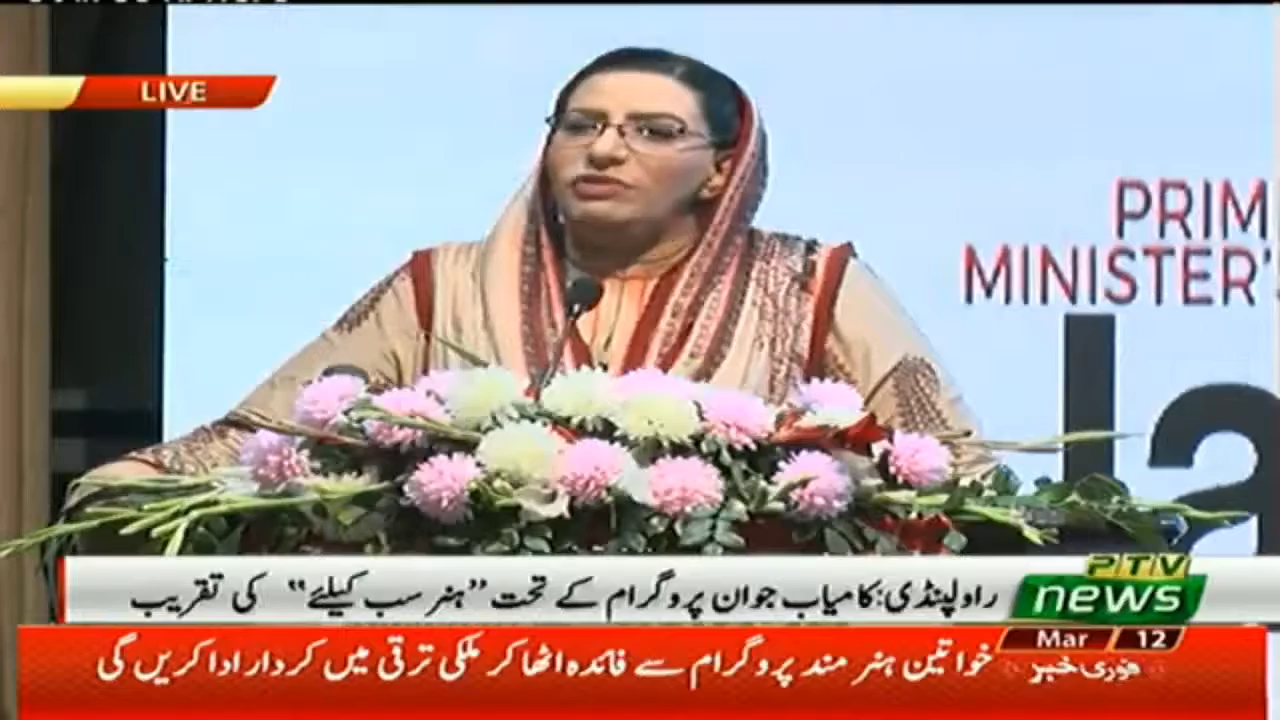 LIVE
PRIM
MINISTER'S
Ja
راولپنڈی:کامیاب جوان پروگرام کے تحت "ہنر سب کیلئے" کی تقریب
PTV
news
Mar 12
خواتین ہنر مند پروگرام سے فائدہ اٹھا کر ملکی ترقی میں کردار ادا کریں گی
فوری خبر